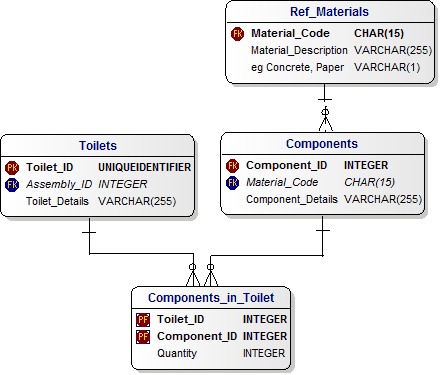 Ref_Materials
FK Material_Code CHAR(15)
Material_Description VARCHAR(255)
eg Concrete, Paper VARCHAR(1)
Toilets
PK Toilet_ID UNIQUEIDENTIFIER
FK Assembly_ID INTEGER
Toilet_Details VARCHAR(255)
Components
PK Component_ID INTEGER
FK Material_Code CHAR(15)
Component_Details VARCHAR(255)
Components_in_Toilet
PF Toilet_ID INTEGER
PF Component_ID INTEGER
Quantity INTEGER